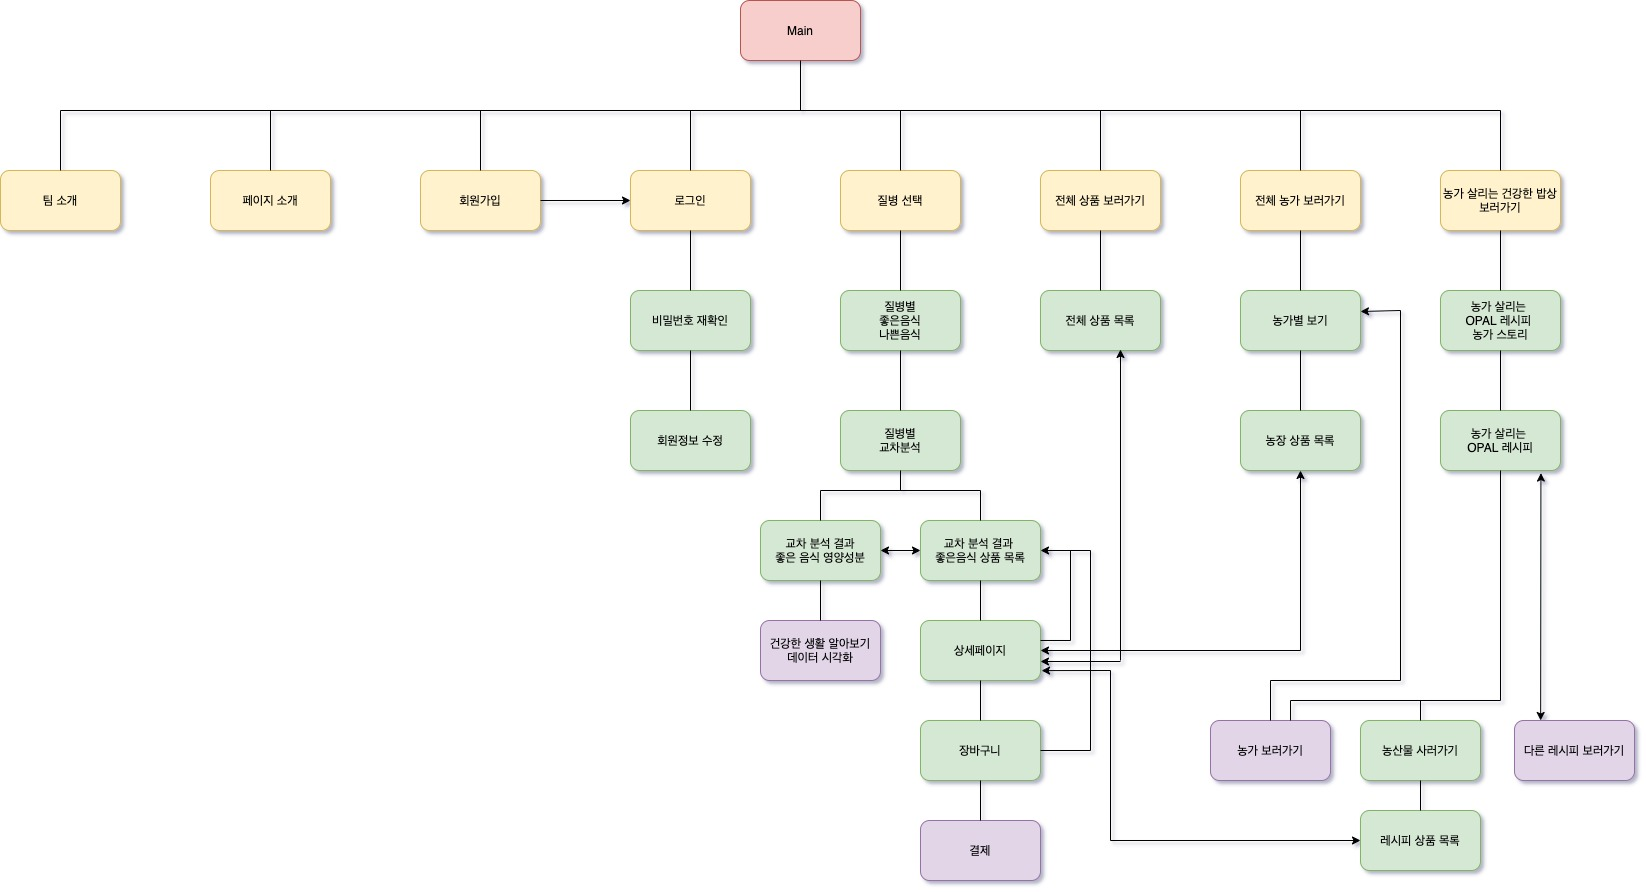 Main
팀 소개
페이지 소개
회원가입
로그인
질병 선택
전체 상품 보러가기
전체 농가 보러가기
농가 살리는 건강한 밥상
보러가기
비밀번호 재확인
질병별
좋은음식
나쁜음식
전체 상품 목록
농가별 보기
농가 살리는
OPAL 레시피
농가 스토리
회원정보 수정
질병별
교차분석
농장 상품 목록
농가 살리는
OPAL 레시피
교차 분석 결과
좋은 음식 영양성분
교차 분석 결과
좋은음식 상품 목록
건강한 생활 알아보기
데이터 시각화
상세페이지
장바구니
농가 보러가기
농산물 사러가기
다른 레시피 보러가기
결제
레시피 상품 목록